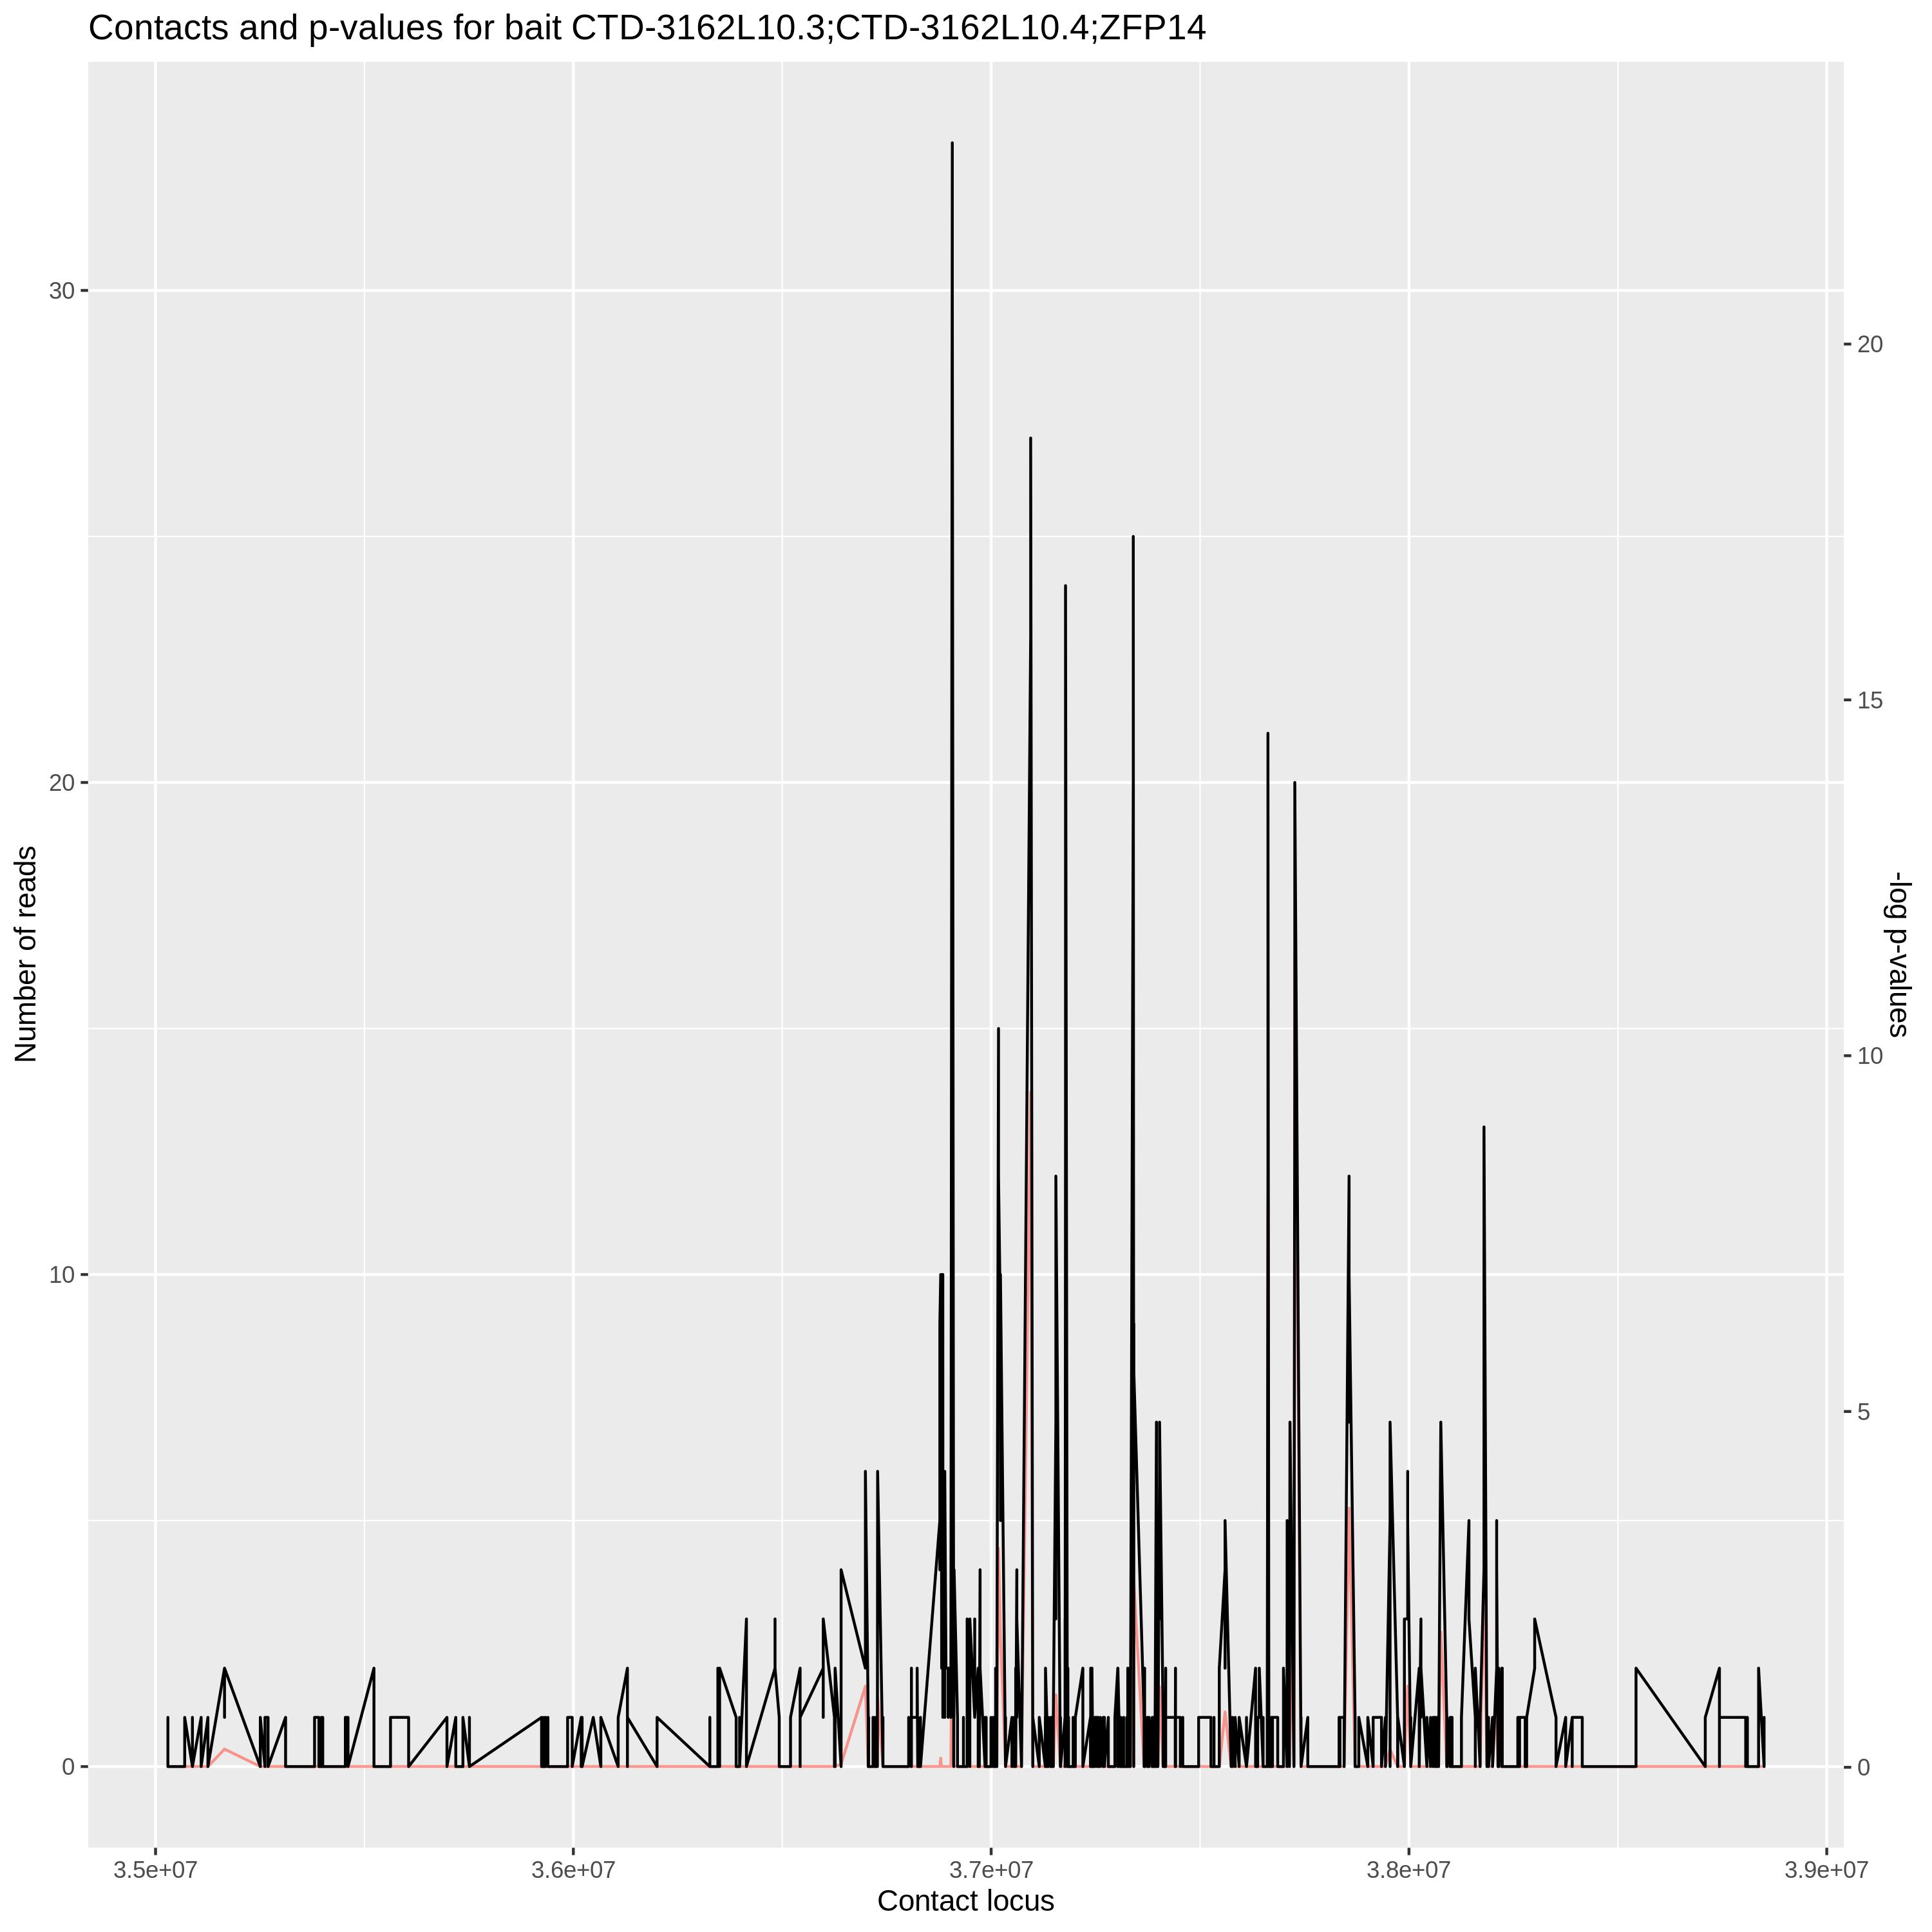 Contacts and p-values for bait CTD-3162L10.3;CTD-3162L10.4;ZFP14
30
20
10
0
Number of reads
20
15
10
5
0
-log p-values
3.5e+07 3.6e+07 3.7e+07 3.8e+07 3.9e+07
Contact locus